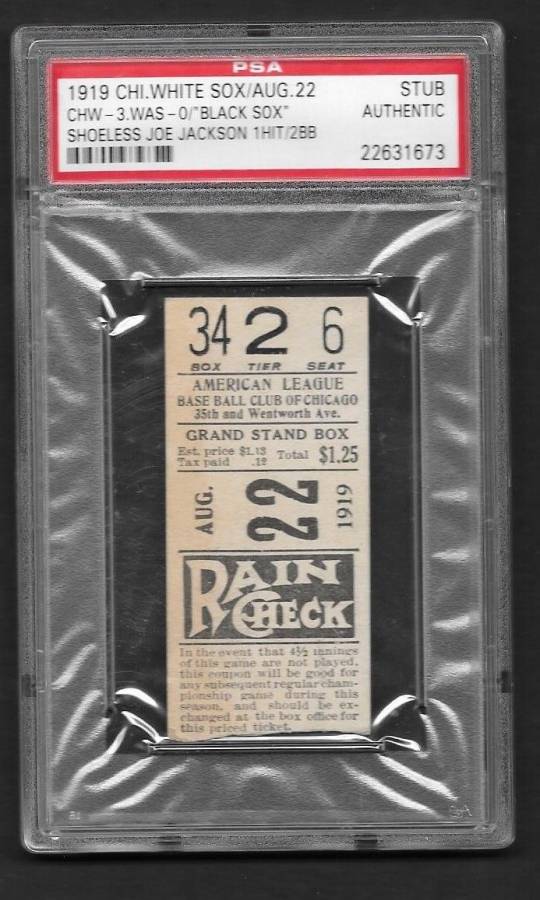 PSA
1919 CHI.WHITE SOX/AUG.22 STUB
CHW - 3.WAS - 0/"BLACK SOX" AUTHENTIC
SHOELESS JOE JACKSON 1HIT/2BB
22631673
34 2 6
BOX TIER SEAT
AMERICAN LEAGUE
BASE BALL CLUB OF CHICAGO
35th and Wentworth Ave.
GRAND STAND BOX
Est. price $1.13 Total $1.25
Tax paid .12
AUG. 22 1919
RAIN
CHECK
In the event that 4½ innings
of this game are not played,
this coupon will be good for
any subsequent regular cham-
pionship game during this
season, and should be ex-
changed at the box office for
this priced ticket.